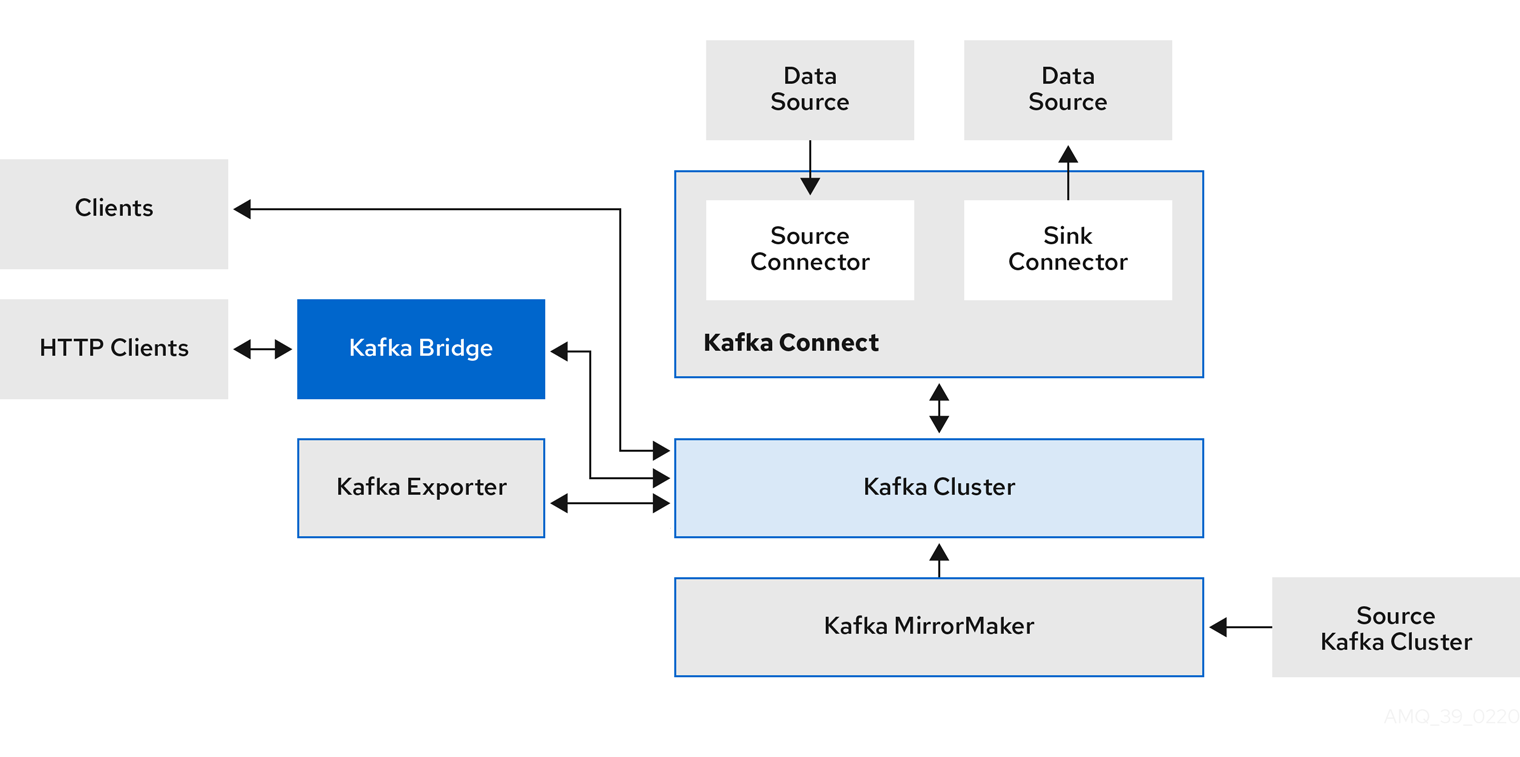 Data
Source
Data
Source
Clients
Source
Connector
Sink
Connector
HTTP Clients
Kafka Bridge
Kafka Connect
Kafka Exporter
Kafka Cluster
Kafka MirrorMaker
Source
Kafka Cluster
AMQ_39_0220